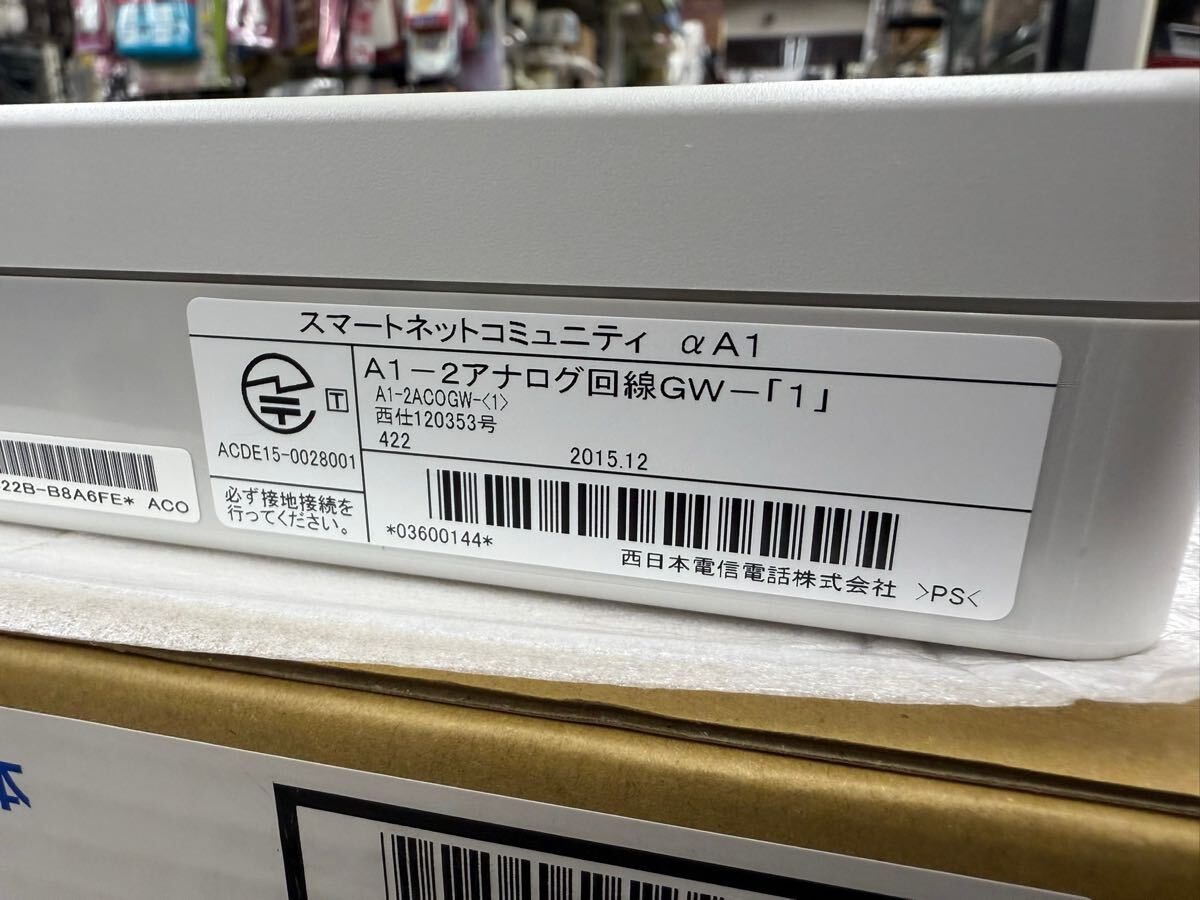 スマートネットコミュニティ αA1
A1-2アナログ回線GW-「1」
A1-2ACOGW-<1>
西仕120353号
422
2015.12
T
ACDE15-0028001
必ず接地接続を
行ってください。
*03600144*
西日本電信電話株式会社 >PS<
22B-B8A6FE* ACO
本